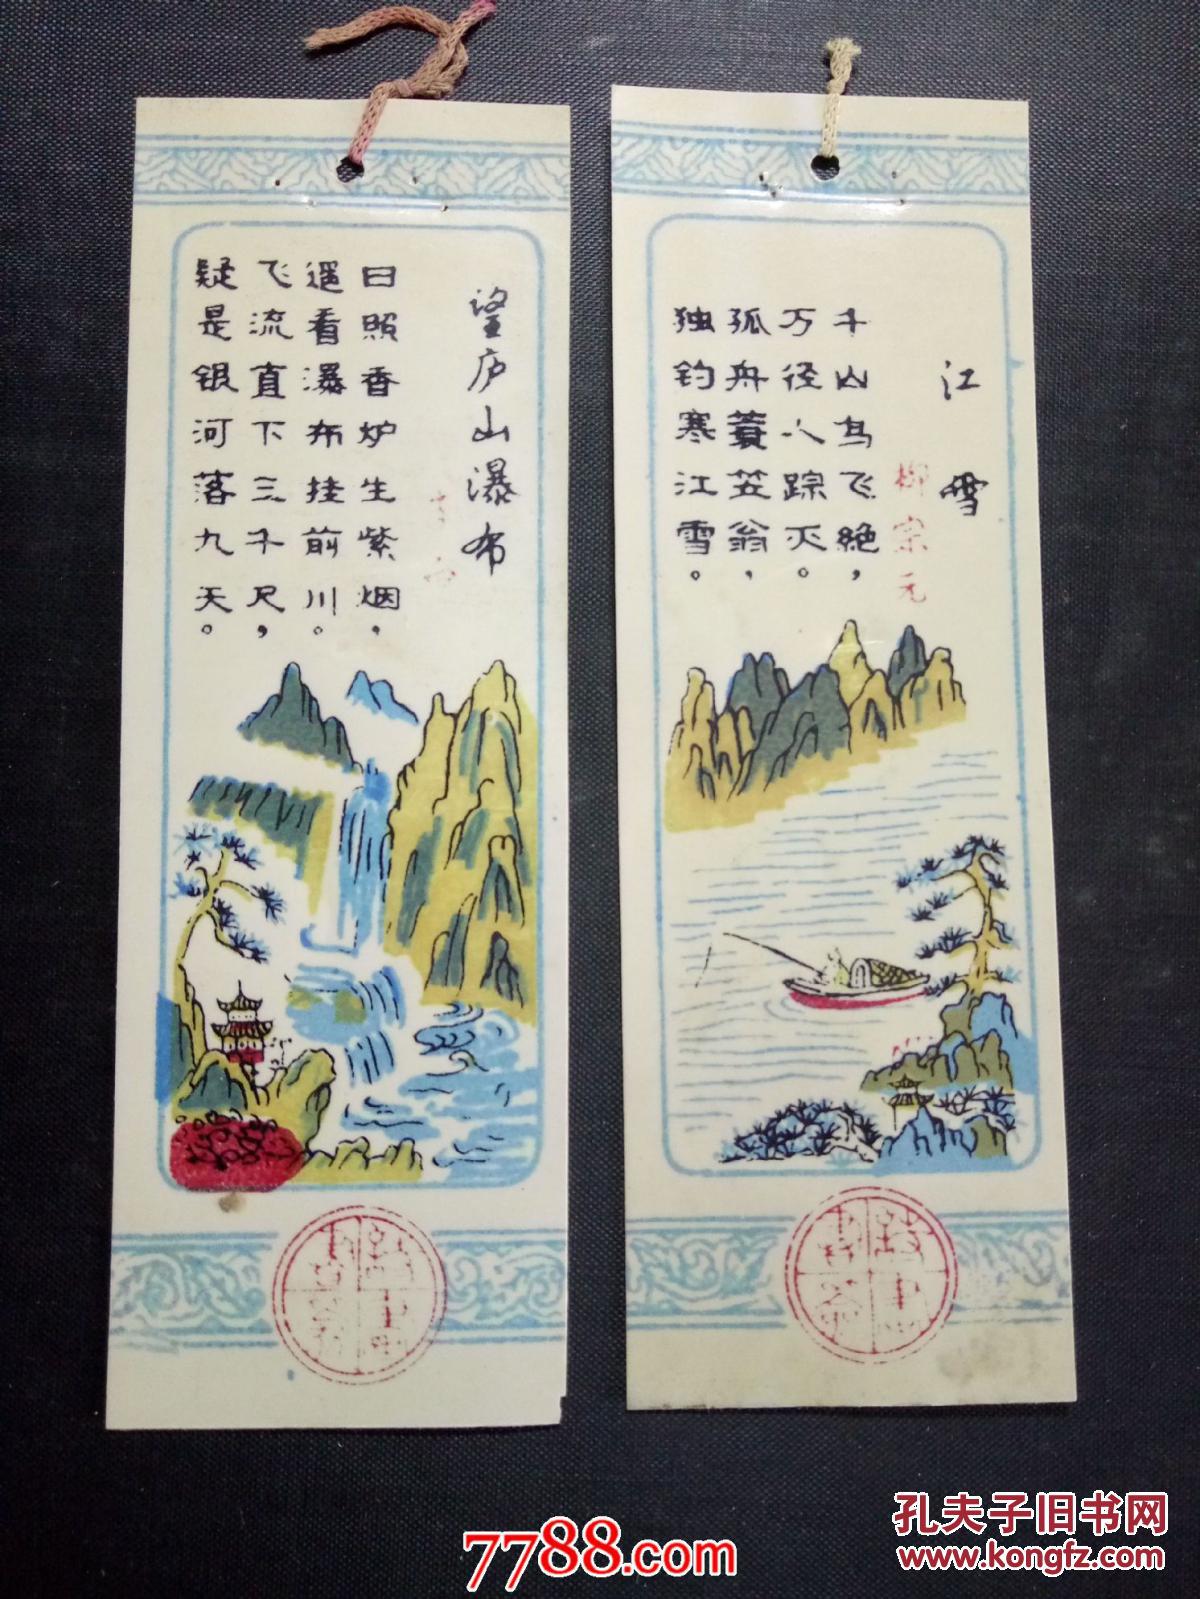 望庐山瀑布
日照香炉生紫烟，
遥看瀑布挂前川。
飞流直下三千尺，
疑是银河落九天。
江雪
柳宗元
千山鸟飞绝，
万径人踪灭。
孤舟蓑笠翁，
独钓寒江雪。
7788.com
孔夫子旧书网
www.kongfz.com